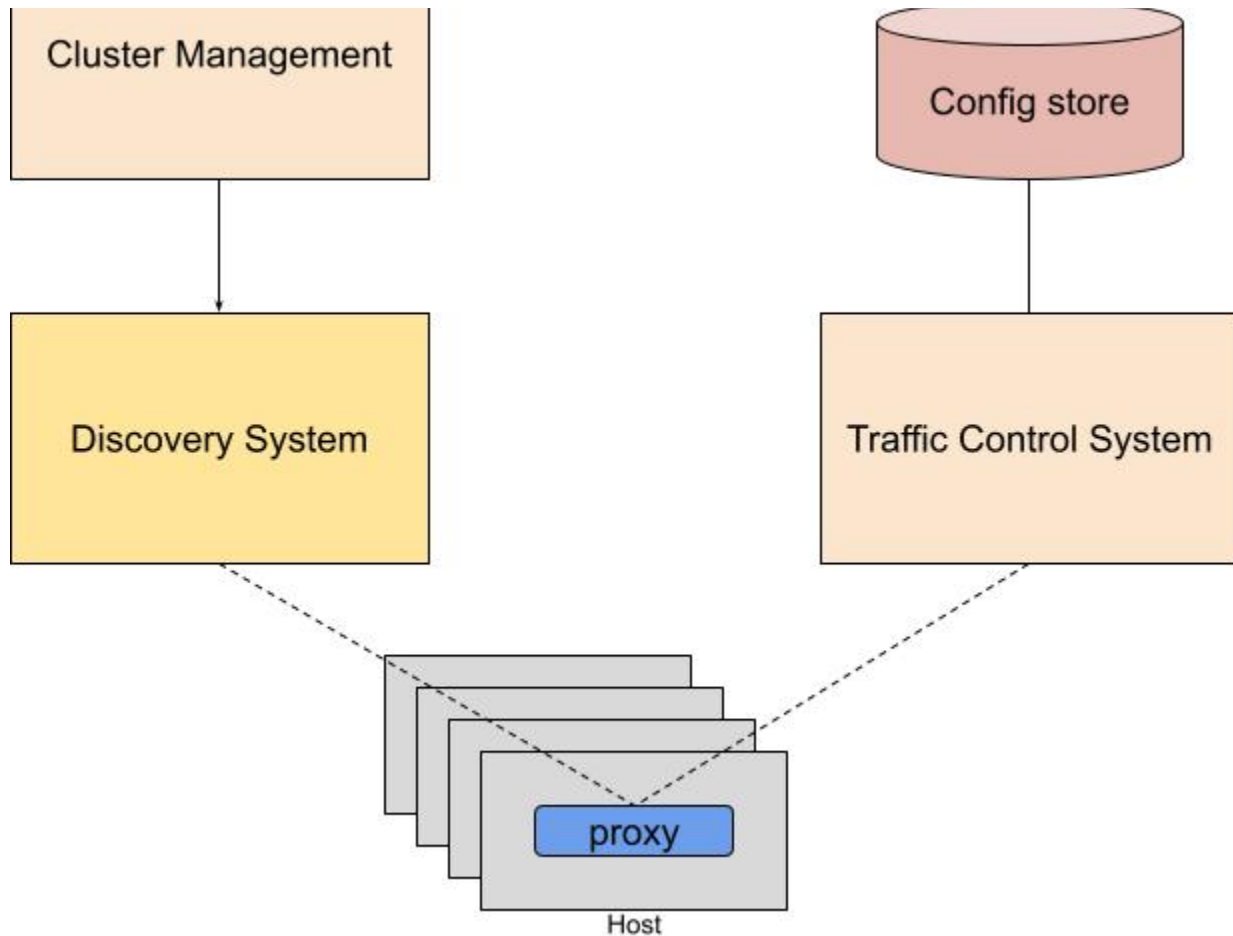 Cluster Management
Config store
Discovery System
Traffic Control System
proxy
Host